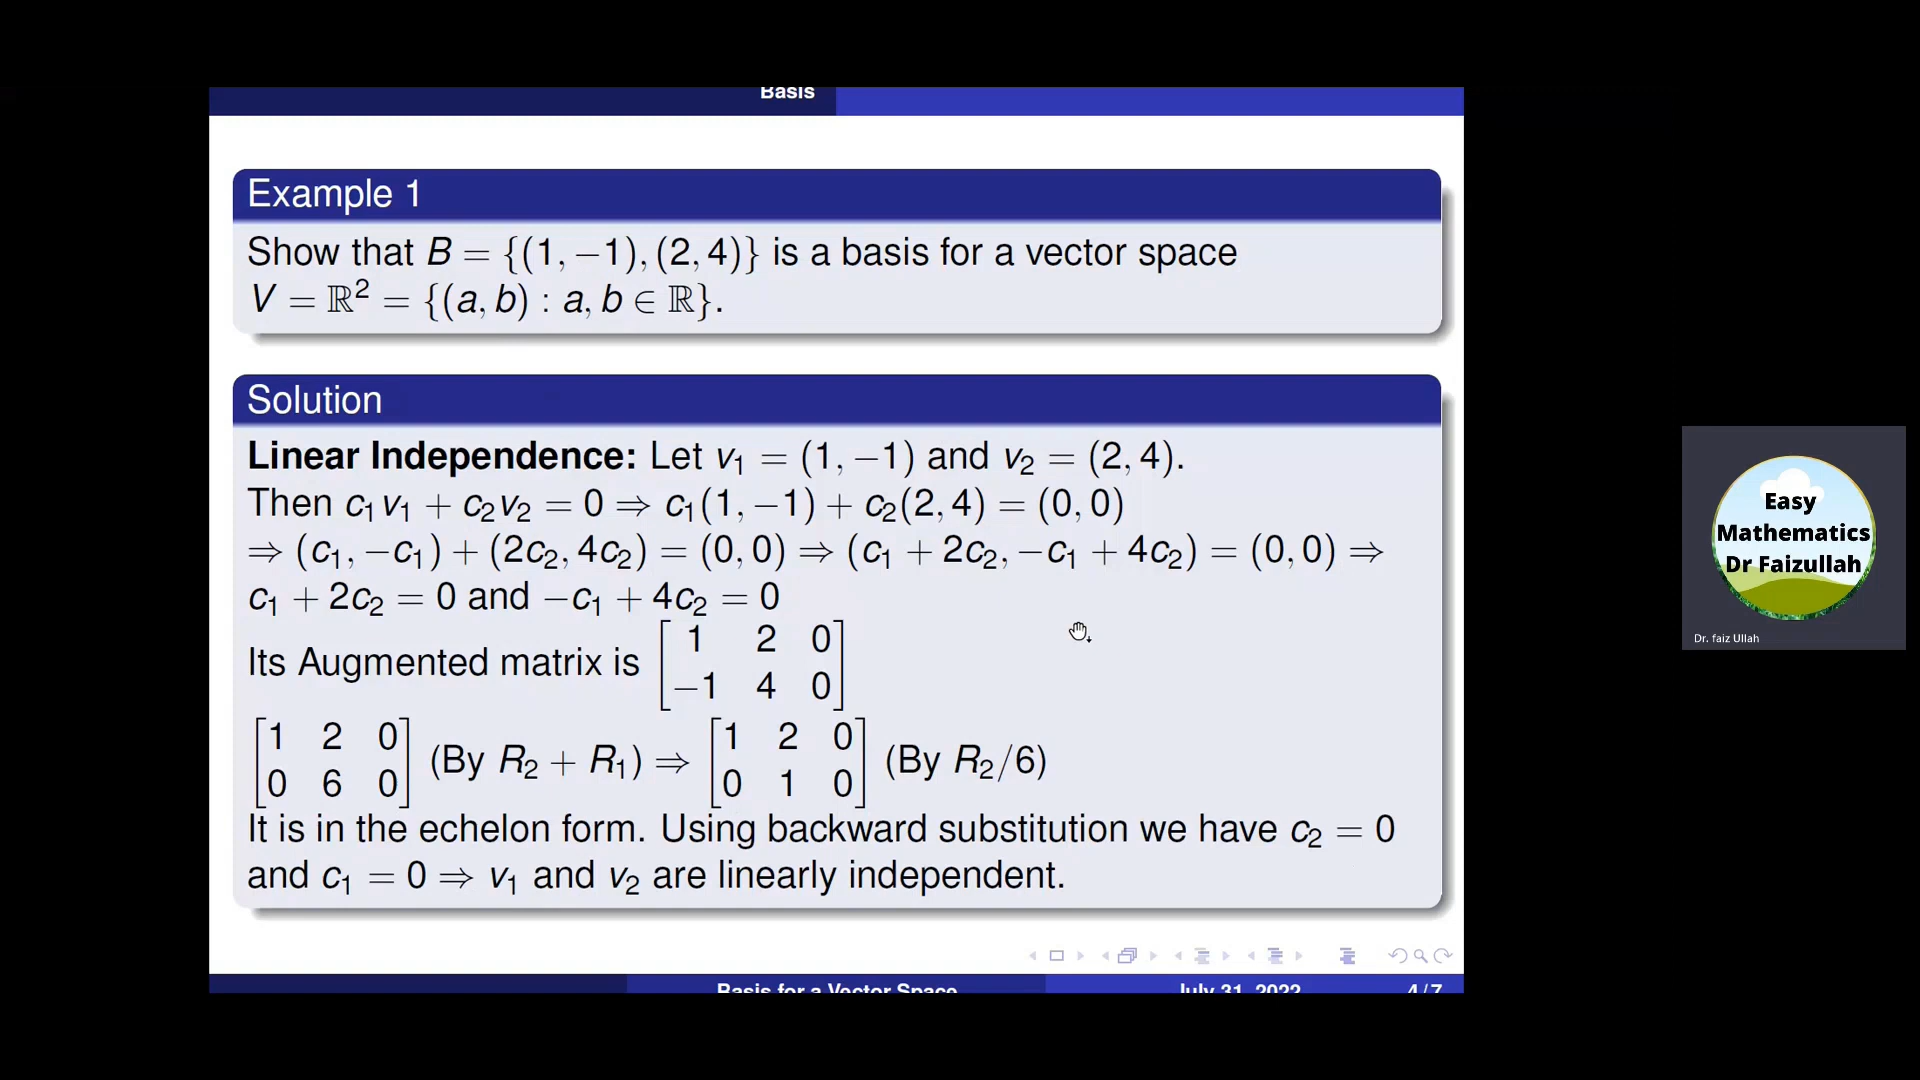 Basis
Example 1
Show that B = {(1, −1), (2, 4)} is a basis for a vector space
V = ℝ² = {(a, b) : a, b ∈ ℝ}.
Solution
Linear Independence: Let v₁ = (1, −1) and v₂ = (2, 4).
Then c₁v₁ + c₂v₂ = 0 ⇒ c₁(1, −1) + c₂(2, 4) = (0, 0)
⇒ (c₁, −c₁) + (2c₂, 4c₂) = (0, 0) ⇒ (c₁ + 2c₂, −c₁ + 4c₂) = (0, 0) ⇒
c₁ + 2c₂ = 0 and −c₁ + 4c₂ = 0
Its Augmented matrix is [1 2 0; −1 4 0]
[1 2 0; 0 6 0] (By R₂ + R₁) ⇒ [1 2 0; 0 1 0] (By R₂/6)
It is in the echelon form. Using backward substitution we have c₂ = 0
and c₁ = 0 ⇒ v₁ and v₂ are linearly independent.
Basis for a Vector Space July 31, 2022 4 / 7
Easy
Mathematics
Dr Faizullah
Dr. faiz Ullah